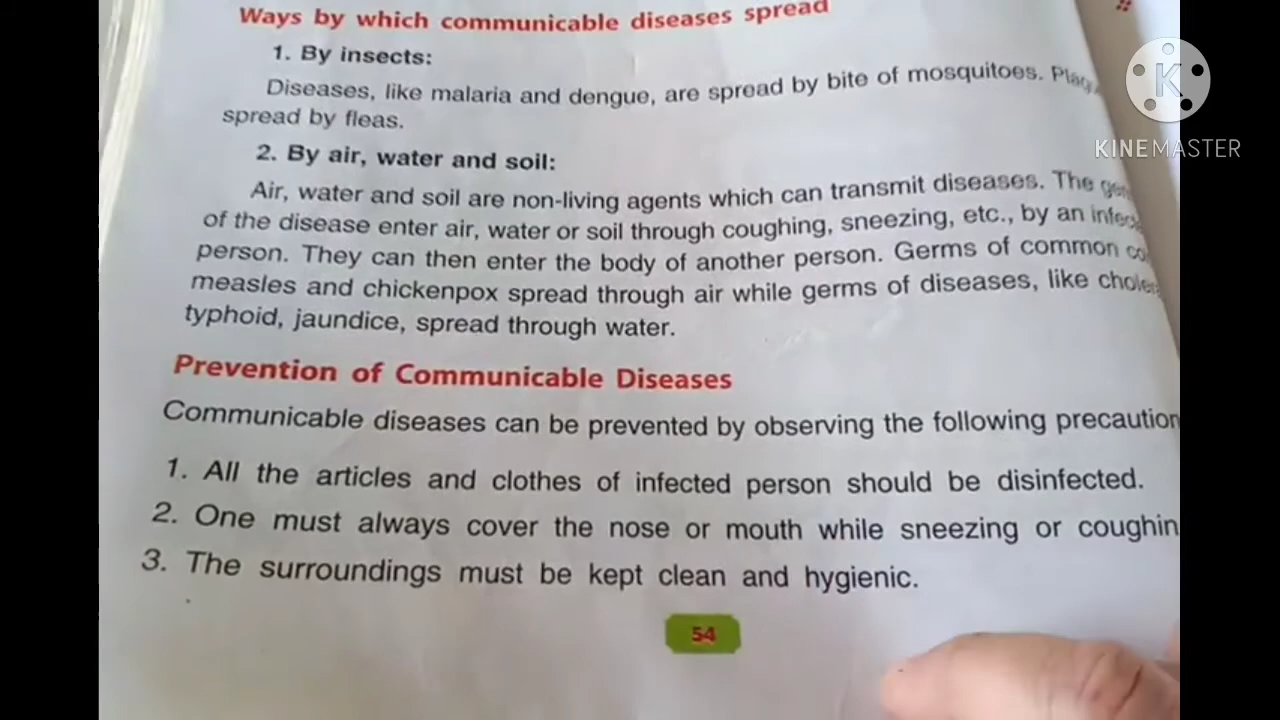 Ways by which communicable diseases spread
1. By insects:
Diseases, like malaria and dengue, are spread by bite of mosquitoes.
spread by fleas.
2. By air, water and soil:
Air, water and soil are non-living agents which can transmit diseases. The
of the disease enter air, water or soil through coughing, sneezing, etc., by an
person. They can then enter the body of another person. Germs of common
measles and chickenpox spread through air while germs of diseases, like
typhoid, jaundice, spread through water.
Prevention of Communicable Diseases
Communicable diseases can be prevented by observing the following precaution
1. All the articles and clothes of infected person should be disinfected.
2. One must always cover the nose or mouth while sneezing or coughin
3. The surroundings must be kept clean and hygienic.
54
K
KINEMASTER